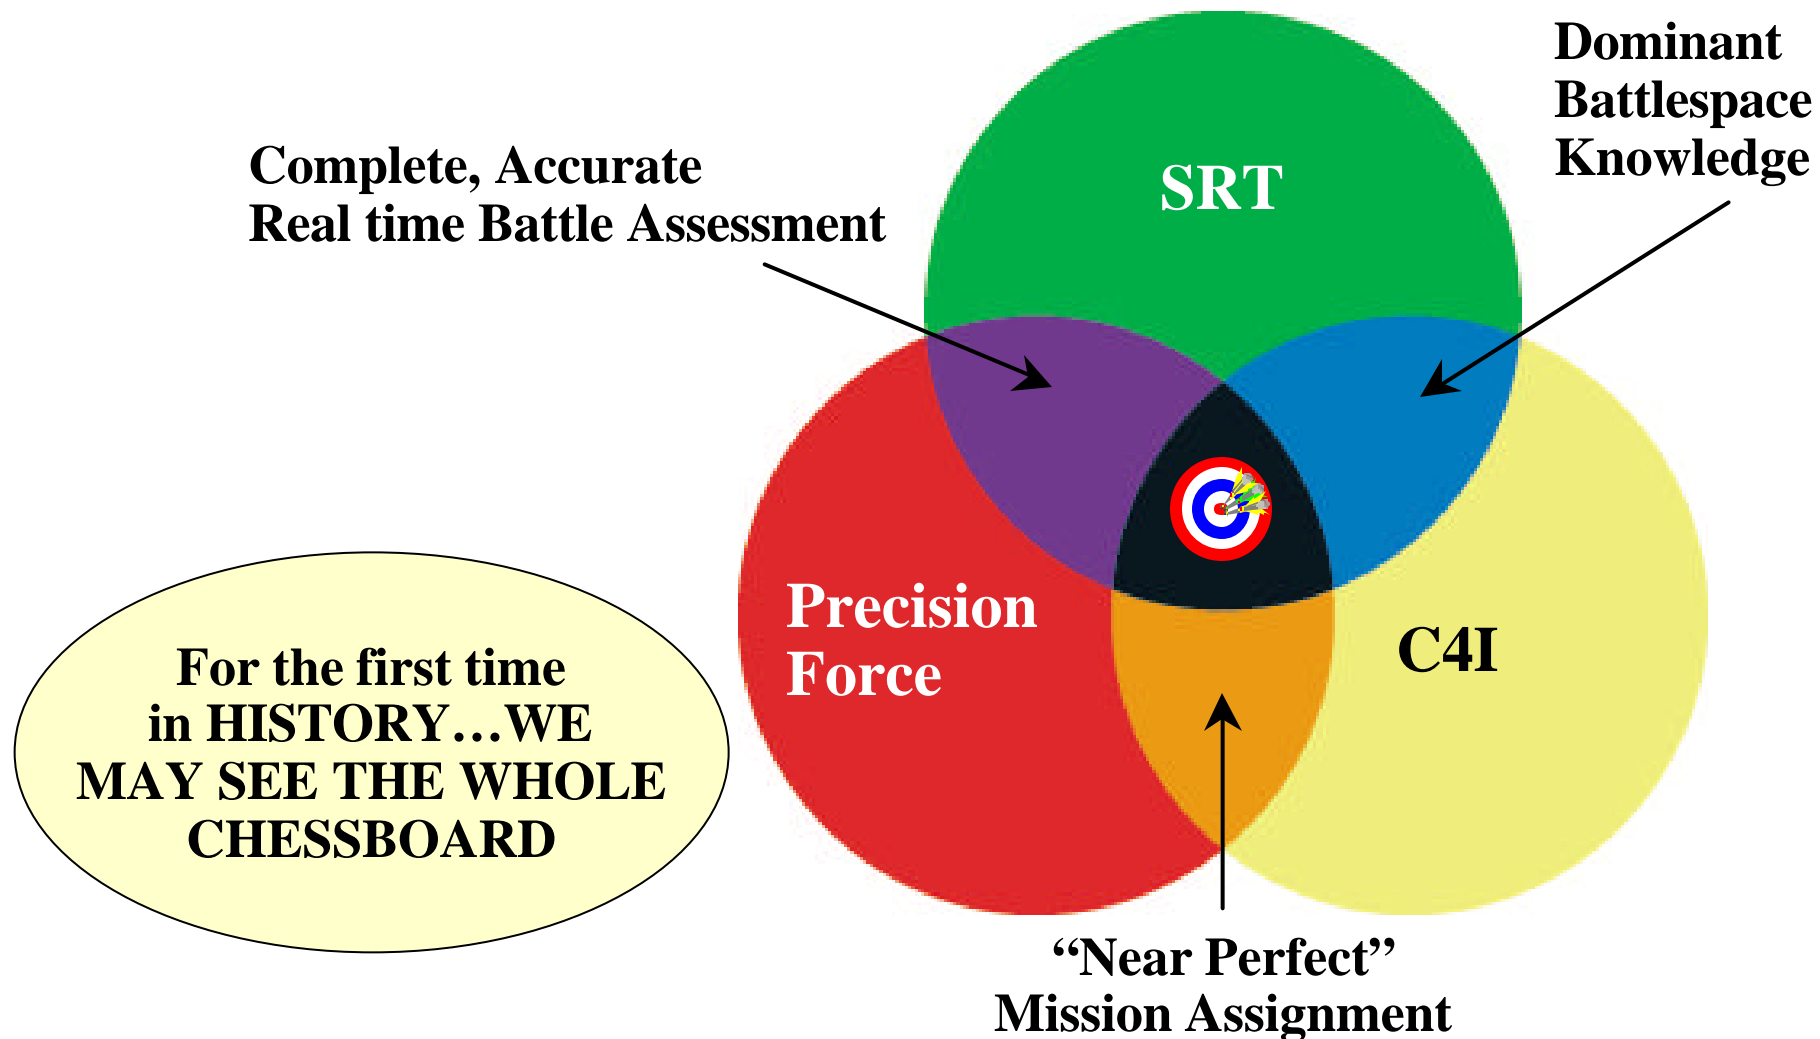 Dominant
Battlespace
Knowledge
Complete, Accurate
Real time Battle Assessment
SRT
Precision
Force
C4I
For the first time
in HISTORY…WE
MAY SEE THE WHOLE
CHESSBOARD
“Near Perfect”
Mission Assignment